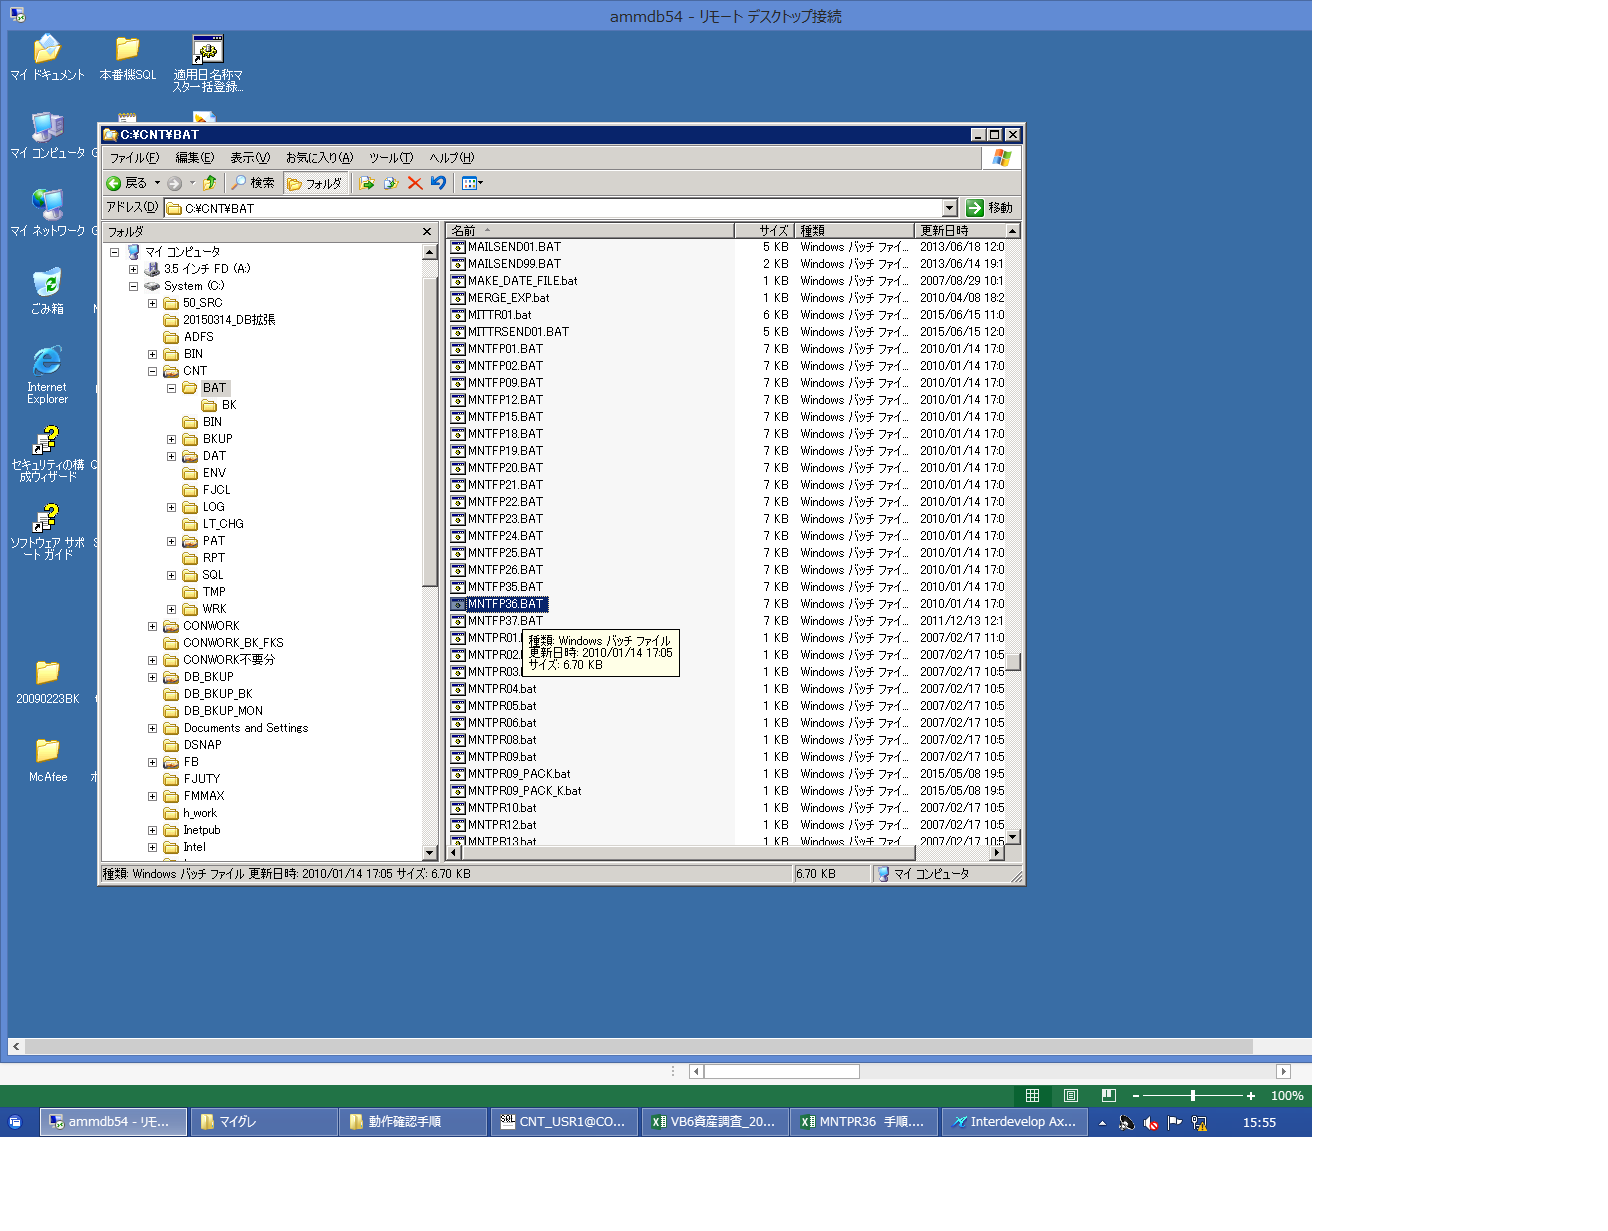 ammdb54 - リモート デスクトップ接続
マイ ドキュメント
本番機SQL
適用日名称マ
スター括登録...
マイ コンピュータ
マイ ネットワーク
ごみ箱
Internet
Explorer
セキュリティの構
成ウィザード
ソフトウェア サポ
ート ガイド
20090223BK
McAfee
C:¥CNT¥BAT
ファイル(F) 編集(E) 表示(V) お気に入り(A) ツール(T) ヘルプ(H)
戻る 検索 フォルダ
アドレス(D) C:¥CNT¥BAT 移動
フォルダ
マイ コンピュータ
3.5 インチ FD (A:)
System (C:)
50_SRC
20150314_DB拡張
ADFS
BIN
CNT
BAT
BK
BIN
BKUP
DAT
ENV
FJCL
LOG
LT_CHG
PAT
RPT
SQL
TMP
WRK
CONWORK
CONWORK_BK_FKS
CONWORK不要分
DB_BKUP
DB_BKUP_BK
DB_BKUP_MON
Documents and Settings
DSNAP
FB
FJUTY
FMMAX
h_work
Inetpub
Intel
名前 サイズ 種類 更新日時
MAILSEND01.BAT 5 KB Windows バッチ ファイ... 2013/06/18 12:0
MAILSEND99.BAT 2 KB Windows バッチ ファイ... 2013/06/14 19:1
MAKE_DATE_FILE.bat 1 KB Windows バッチ ファイ... 2007/08/29 10:1
MERGE_EXP.bat 1 KB Windows バッチ ファイ... 2010/04/08 18:2
MITTR01.bat 6 KB Windows バッチ ファイ... 2015/06/15 11:0
MITTRSEND01.BAT 5 KB Windows バッチ ファイ... 2015/06/15 12:0
MNTFP01.BAT 7 KB Windows バッチ ファイ... 2010/01/14 17:0
MNTFP02.BAT 7 KB Windows バッチ ファイ... 2010/01/14 17:0
MNTFP09.BAT 7 KB Windows バッチ ファイ... 2010/01/14 17:0
MNTFP12.BAT 7 KB Windows バッチ ファイ... 2010/01/14 17:0
MNTFP15.BAT 7 KB Windows バッチ ファイ... 2010/01/14 17:0
MNTFP18.BAT 7 KB Windows バッチ ファイ... 2010/01/14 17:0
MNTFP19.BAT 7 KB Windows バッチ ファイ... 2010/01/14 17:0
MNTFP20.BAT 7 KB Windows バッチ ファイ... 2010/01/14 17:0
MNTFP21.BAT 7 KB Windows バッチ ファイ... 2010/01/14 17:0
MNTFP22.BAT 7 KB Windows バッチ ファイ... 2010/01/14 17:0
MNTFP23.BAT 7 KB Windows バッチ ファイ... 2010/01/14 17:0
MNTFP24.BAT 7 KB Windows バッチ ファイ... 2010/01/14 17:0
MNTFP25.BAT 7 KB Windows バッチ ファイ... 2010/01/14 17:0
MNTFP26.BAT 7 KB Windows バッチ ファイ... 2010/01/14 17:0
MNTFP35.BAT 7 KB Windows バッチ ファイ... 2010/01/14 17:0
MNTFP36.BAT 7 KB Windows バッチ ファイ... 2010/01/14 17:0
MNTFP37.BAT 7 KB Windows バッチ ファイ... 2011/12/13 12:1
MNTPR01. 1 KB Windows バッチ ファイ... 2007/02/17 11:0
MNTPR02. 1 KB Windows バッチ ファイ... 2007/02/17 10:5
MNTPR03. 1 KB Windows バッチ ファイ... 2007/02/17 10:5
種類: Windows バッチ ファイル
更新日時: 2010/01/14 17:05
サイズ: 6.70 KB
MNTPR04.bat 1 KB Windows バッチ ファイ... 2007/02/17 10:5
MNTPR05.bat 1 KB Windows バッチ ファイ... 2007/02/17 10:5
MNTPR06.bat 1 KB Windows バッチ ファイ... 2007/02/17 10:5
MNTPR08.bat 1 KB Windows バッチ ファイ... 2007/02/17 10:5
MNTPR09.bat 1 KB Windows バッチ ファイ... 2007/02/17 10:5
MNTPR09_PACK.bat 1 KB Windows バッチ ファイ... 2015/05/08 19:5
MNTPR09_PACK_K.bat 1 KB Windows バッチ ファイ... 2015/05/08 19:5
MNTPR10.bat 1 KB Windows バッチ ファイ... 2007/02/17 10:5
MNTPR12.bat 1 KB Windows バッチ ファイ... 2007/02/17 10:5
MNTPR13.bat 1 KB Windows バッチ ファイ... 2007/02/17 10:5
種類: Windows バッチ ファイル 更新日時: 2010/01/14 17:05 サイズ: 6.70 KB 6.70 KB マイ コンピュータ
100%
ammdb54 - リモ... マイグレ 動作確認手順 CNT_USR1@CO... VB6資産調査_20... MNTPR36 手順.... Interdevelop Ax... 15:55